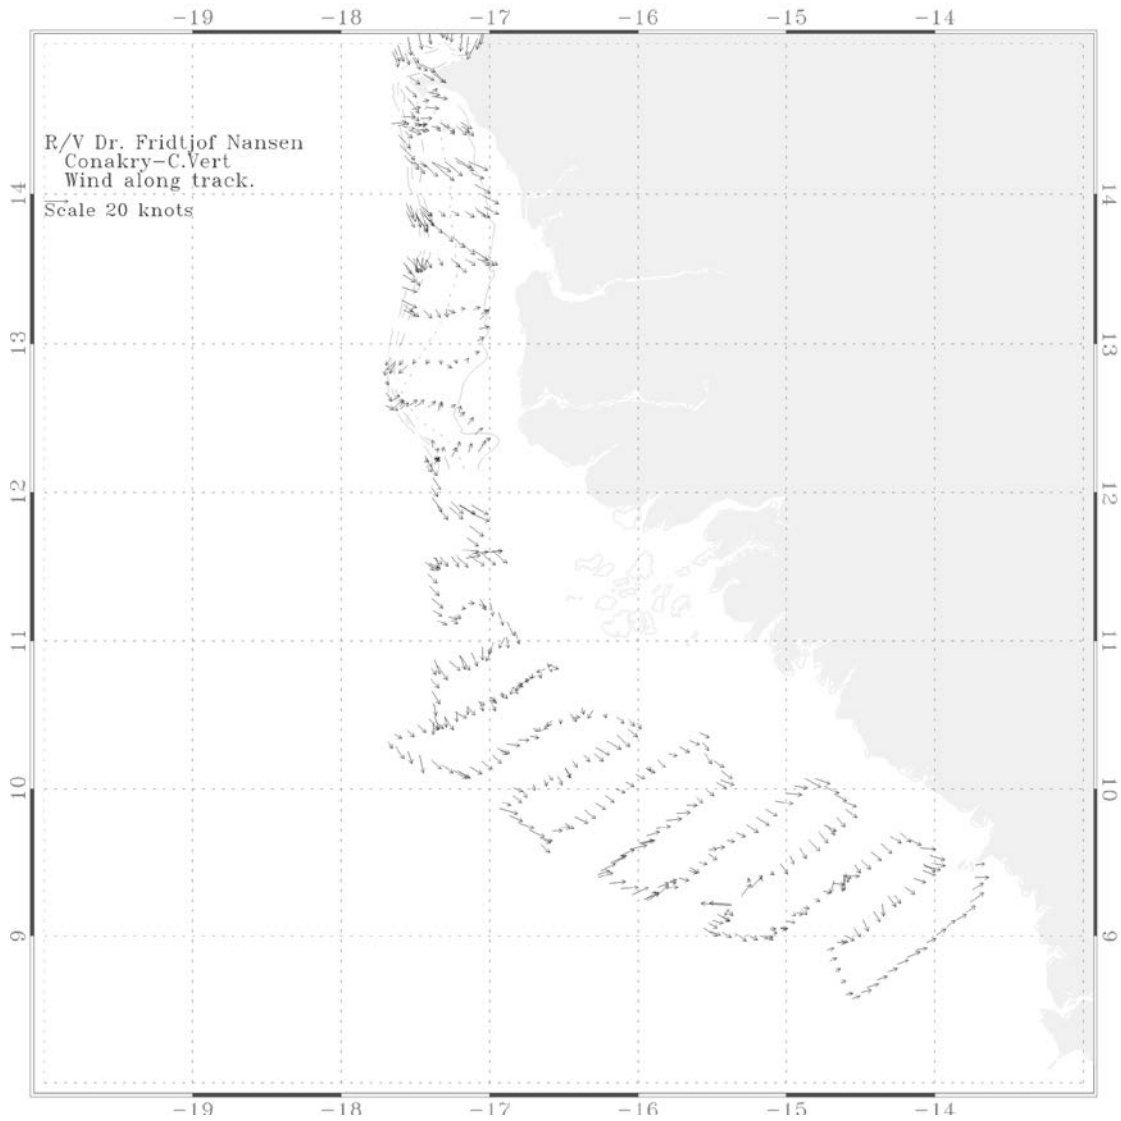 -19 -18 -17 -16 -15 -14
R/V Dr. Fridtjof Nansen
Conakry-C.Vert
Wind along track.
Scale 20 knots
14 14
13 13
12 12
11 11
10 10
9 9
-19 -18 -17 -16 -15 -14